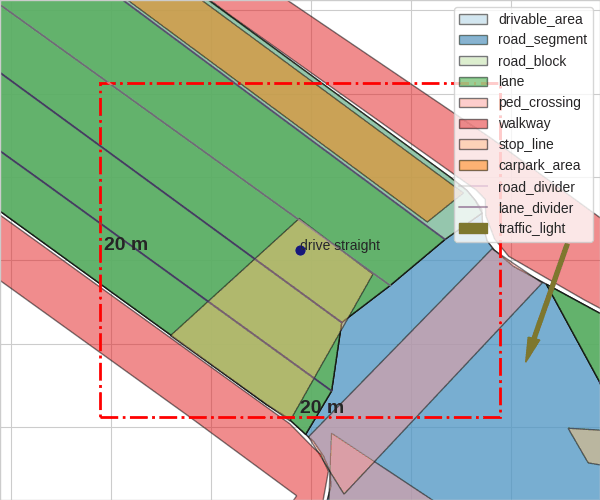 drivable_area
road_segment
road_block
lane
ped_crossing
walkway
stop_line
carpark_area
road_divider
lane_divider
traffic_light
20 m
drive straight
20 m